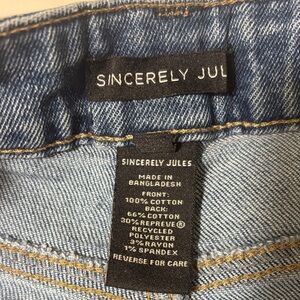 SINCERELY JUL
SINCERELY JULES.
MADE IN
BANGLADESH
FRONT:
100% COTTON
BACK:
66% COTTON
30% REPREVE®
RECYCLED
POLYESTER
3% RAYON
1% SPANDEX
REVERSE FOR CARE